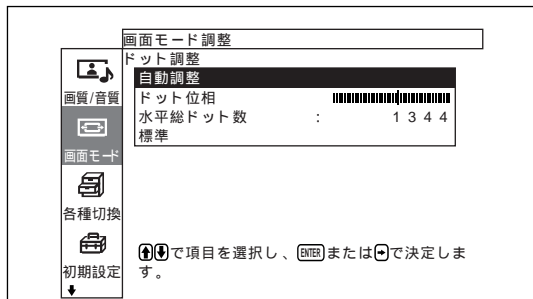 画面モード調整
ドット調整
自動調整
ドット位相
水平総ドット数 : 1344
標準
画質/音質
画面モード
各種切換
初期設定
で項目を選択し、ENTERまたはで決定しま
す。